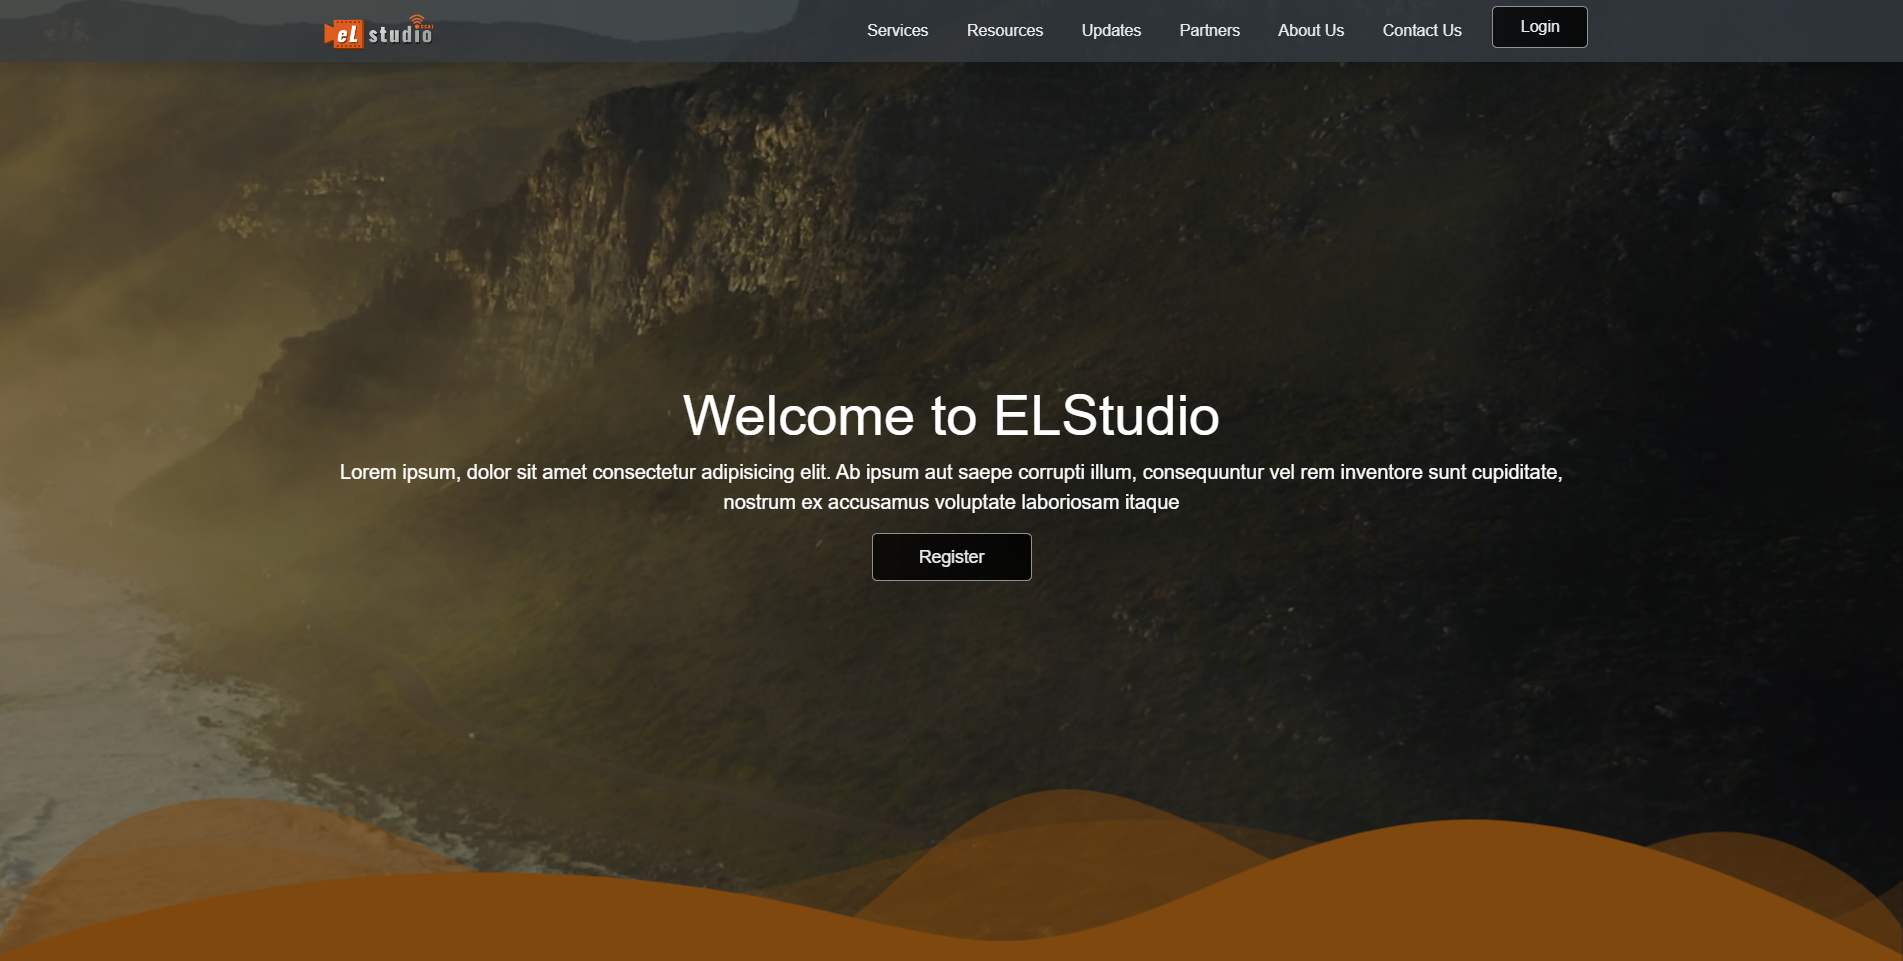 eL studio
Services Resources Updates Partners About Us Contact Us Login
Welcome to ELStudio
Lorem ipsum, dolor sit amet consectetur adipisicing elit. Ab ipsum aut saepe corrupti illum, consequuntur vel rem inventore sunt cupiditate,
nostrum ex accusamus voluptate laboriosam itaque
Register